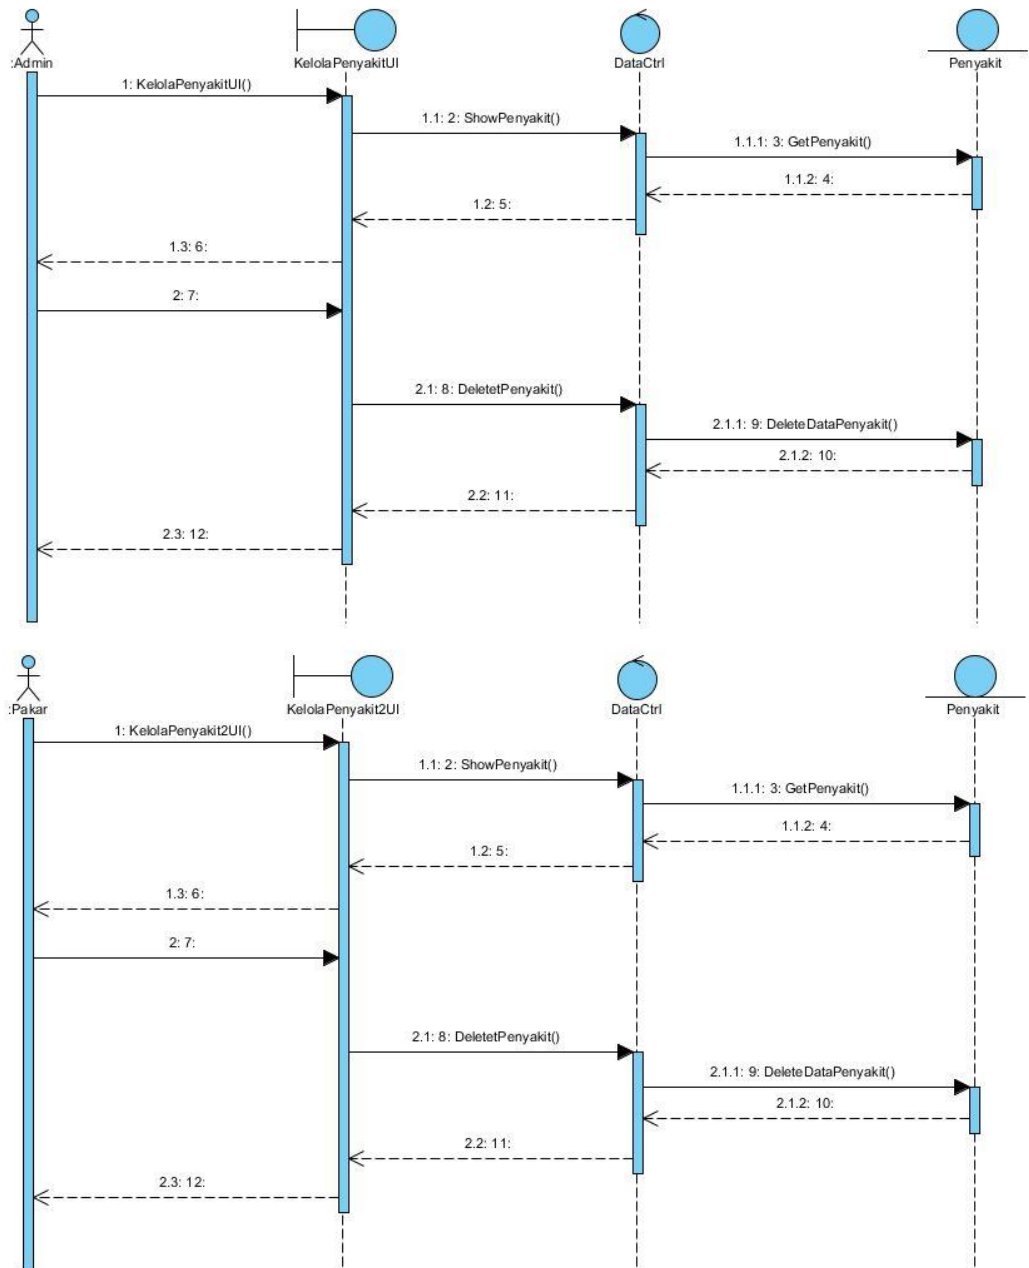 :Admin
KelolaPenyakitUI
DataCtrl
Penyakit
1: KelolaPenyakitUI()
1.1: 2: ShowPenyakit()
1.1.1: 3: GetPenyakit()
1.1.2: 4:
1.2: 5:
1.3: 6:
2: 7:
2.1: 8: DeletetPenyakit()
2.1.1: 9: DeleteDataPenyakit()
2.1.2: 10:
2.2: 11:
2.3: 12:
:Pakar
KelolaPenyakit2UI
DataCtrl
Penyakit
1: KelolaPenyakit2UI()
1.1: 2: ShowPenyakit()
1.1.1: 3: GetPenyakit()
1.1.2: 4:
1.2: 5:
1.3: 6:
2: 7:
2.1: 8: DeletetPenyakit()
2.1.1: 9: DeleteDataPenyakit()
2.1.2: 10:
2.2: 11:
2.3: 12: